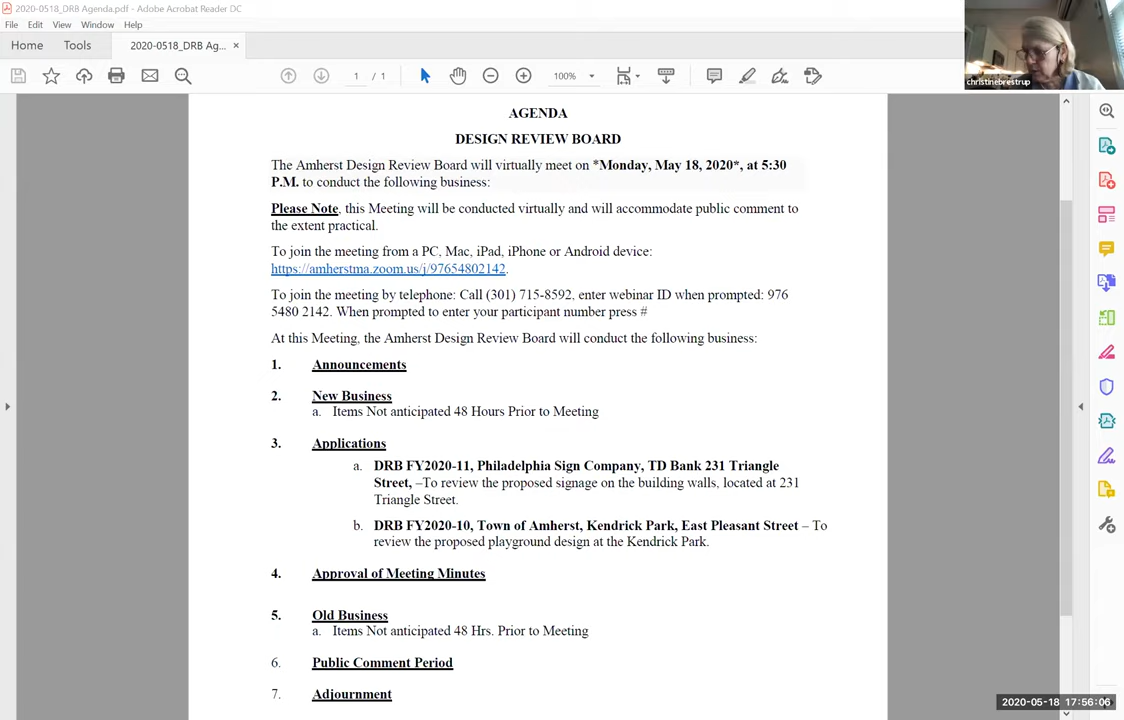 2020-0518_DRB Agenda.pdf - Adobe Acrobat Reader DC
File Edit View Window Help
Home Tools 2020-0518_DRB Ag... ×
1 / 1 100%
christinebrestrup
AGENDA
DESIGN REVIEW BOARD
The Amherst Design Review Board will virtually meet on *Monday, May 18, 2020*, at 5:30
P.M. to conduct the following business:
Please Note, this Meeting will be conducted virtually and will accommodate public comment to
the extent practical.
To join the meeting from a PC, Mac, iPad, iPhone or Android device:
https://amherstma.zoom.us/j/97654802142.
To join the meeting by telephone: Call (301) 715-8592, enter webinar ID when prompted: 976
5480 2142. When prompted to enter your participant number press #
At this Meeting, the Amherst Design Review Board will conduct the following business:
1. Announcements
2. New Business
a. Items Not anticipated 48 Hours Prior to Meeting
3. Applications
a. DRB FY2020-11, Philadelphia Sign Company, TD Bank 231 Triangle
Street, –To review the proposed signage on the building walls, located at 231
Triangle Street.
b. DRB FY2020-10, Town of Amherst, Kendrick Park, East Pleasant Street – To
review the proposed playground design at the Kendrick Park.
4. Approval of Meeting Minutes
5. Old Business
a. Items Not anticipated 48 Hrs. Prior to Meeting
6. Public Comment Period
7. Adjournment
2020-05-18 17:56:06